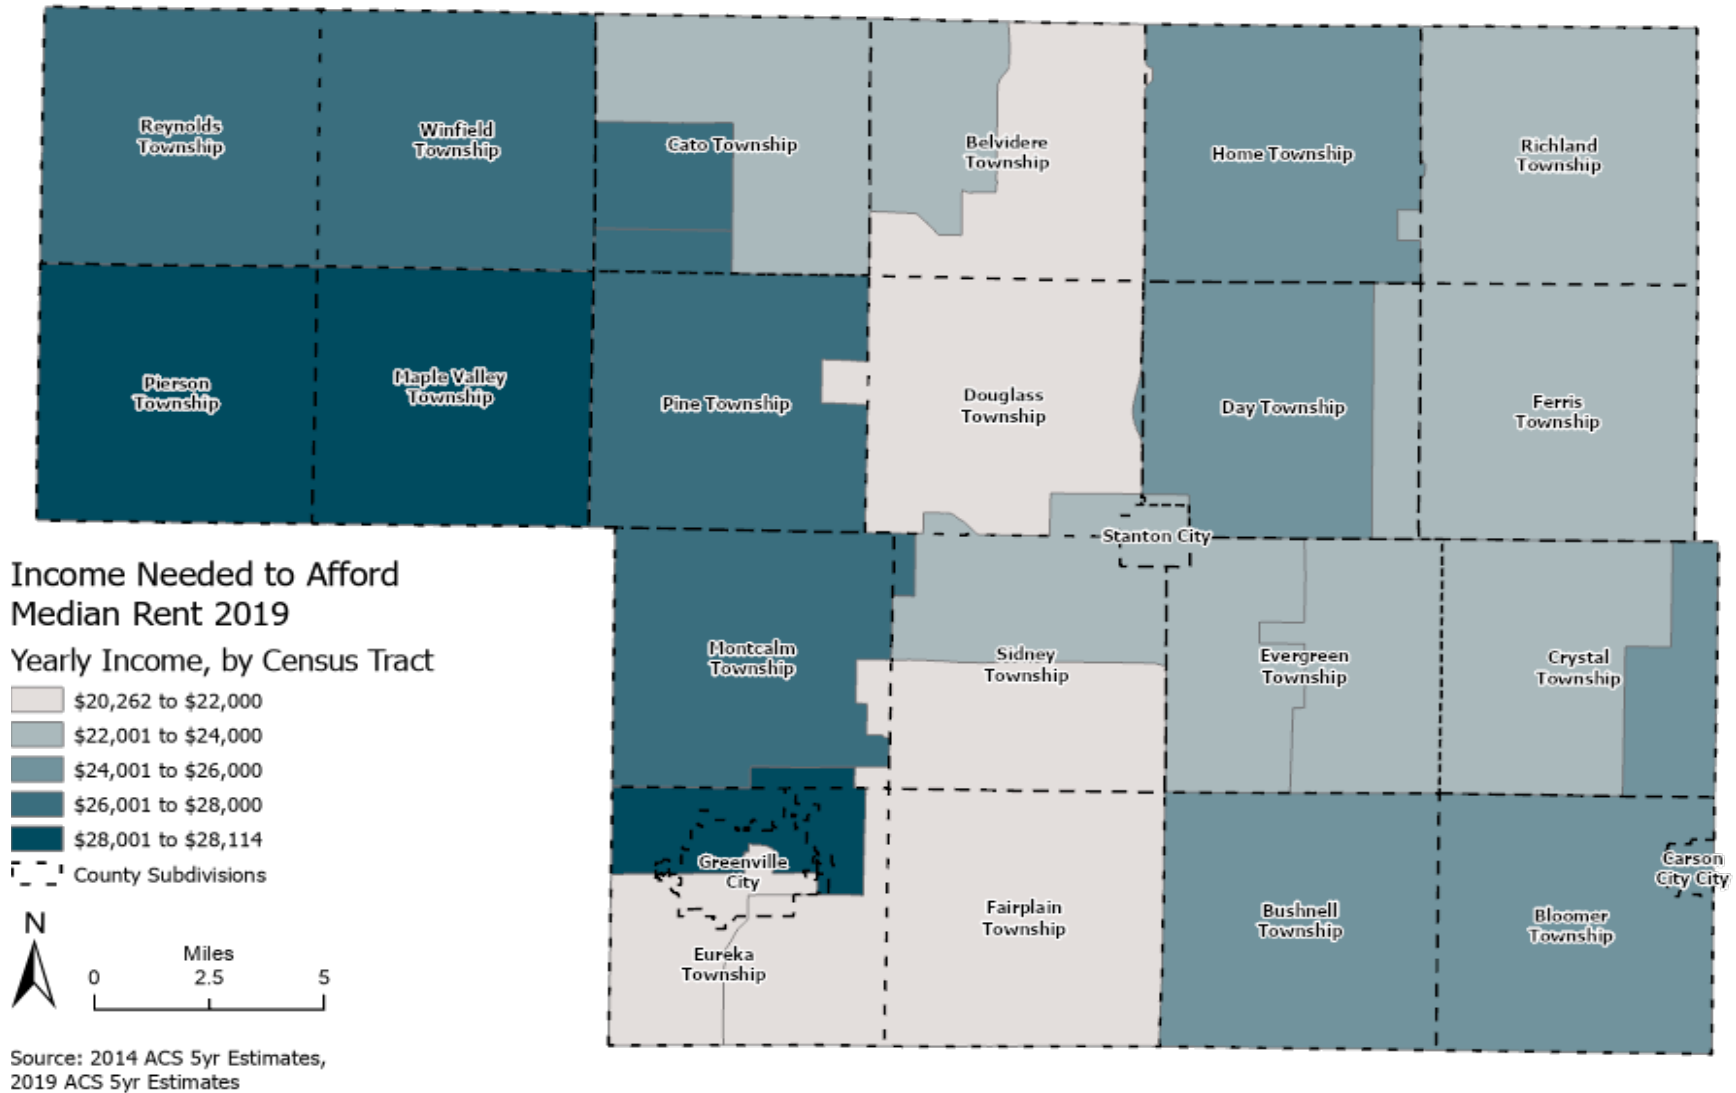 Reynolds
Township
Winfield
Township
Cato Township
Belvidere
Township
Home Township
Richland
Township
Pierson
Township
Maple Valley
Township
Pine Township
Douglass
Township
Day Township
Ferris
Township
Stanton City
Montcalm
Township
Sidney
Township
Evergreen
Township
Crystal
Township
Greenville
City
Eureka
Township
Fairplain
Township
Bushnell
Township
Bloomer
Township
Carson
City City
Income Needed to Afford
Median Rent 2019
Yearly Income, by Census Tract
$20,262 to $22,000
$22,001 to $24,000
$24,001 to $26,000
$26,001 to $28,000
$28,001 to $28,114
County Subdivisions
N
Miles
0 2.5 5
Source: 2014 ACS 5yr Estimates,
2019 ACS 5yr Estimates